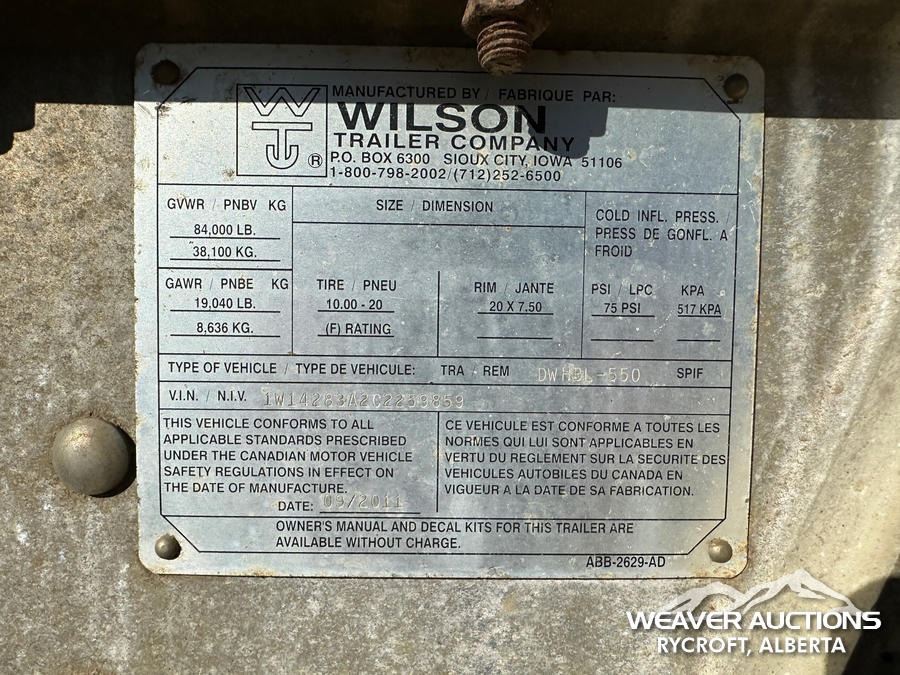 MANUFACTURED BY / FABRIQUE PAR:
WILSON
TRAILER COMPANY
P.O. BOX 6300 SIOUX CITY, IOWA 51106
1-800-798-2002/(712)252-6500
WT ®
GVWR / PNBV KG
84,000 LB.
38,100 KG.
SIZE / DIMENSION
COLD INFL. PRESS. /
PRESS DE GONFL. A
FROID
GAWR / PNBE KG
19,040 LB.
8,636 KG.
TIRE / PNEU
10.00 - 20
(F) RATING
RIM / JANTE
20 X 7.50
PSI / LPC KPA
75 PSI 517 KPA
TYPE OF VEHICLE / TYPE DE VEHICULE: TRA / REM DWHBL-550 SPIF
V.I.N. / N.I.V. 1W14283A2C2259859
THIS VEHICLE CONFORMS TO ALL
APPLICABLE STANDARDS PRESCRIBED
UNDER THE CANADIAN MOTOR VEHICLE
SAFETY REGULATIONS IN EFFECT ON
THE DATE OF MANUFACTURE.
DATE: 09/2011
CE VEHICULE EST CONFORME A TOUTES LES
NORMES QUI LUI SONT APPLICABLES EN
VERTU DU REGLEMENT SUR LA SECURITE DES
VEHICULES AUTOBILES DU CANADA EN
VIGUEUR A LA DATE DE SA FABRICATION.
OWNER'S MANUAL AND DECAL KITS FOR THIS TRAILER ARE
AVAILABLE WITHOUT CHARGE.
ABB-2629-AD
WEAVER AUCTIONS
RYCROFT, ALBERTA